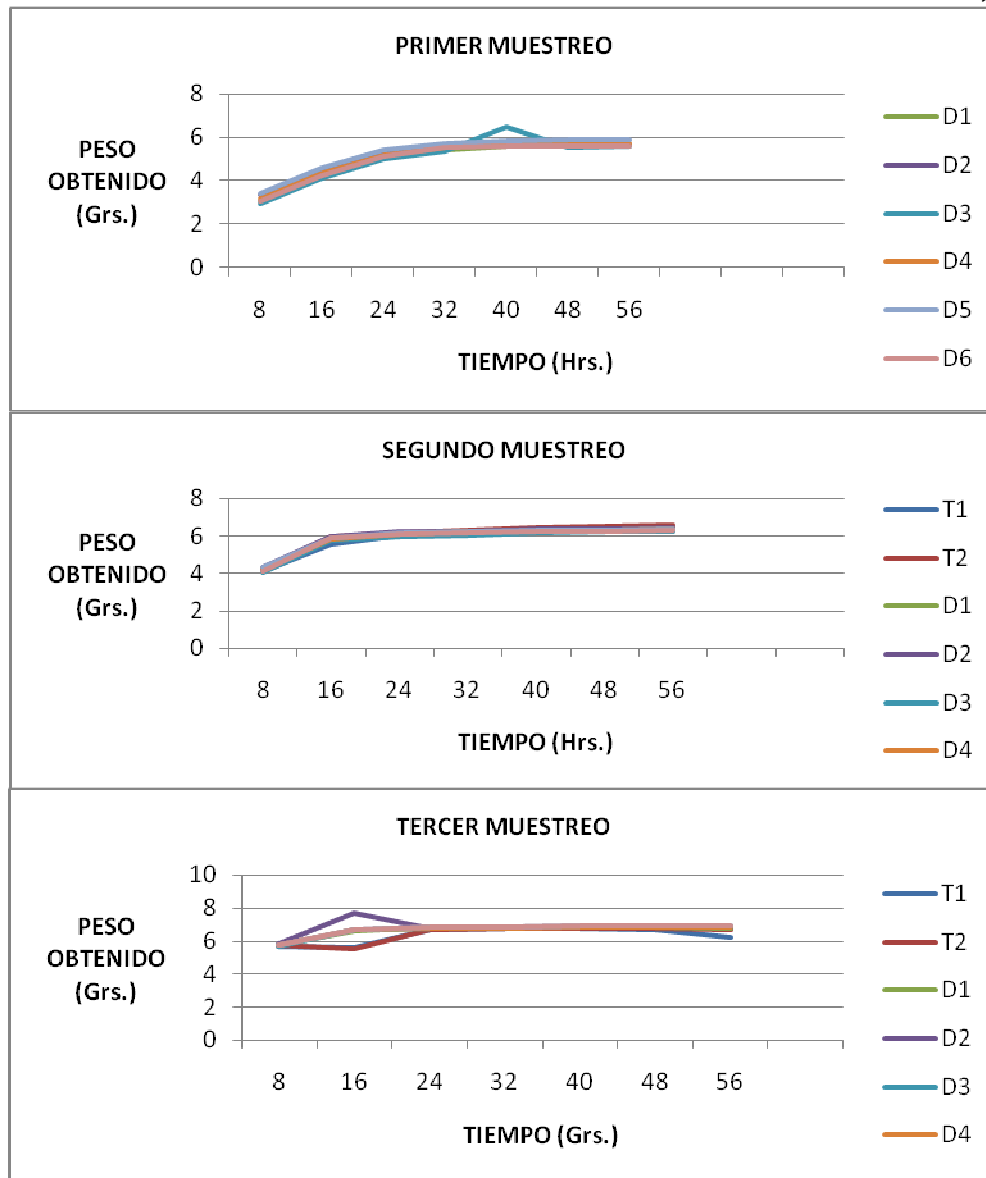 PRIMER MUESTREO
PESO
OBTENIDO
(Grs.)
8
6
4
2
0
8 16 24 32 40 48 56
TIEMPO (Hrs.)
D1
D2
D3
D4
D5
D6
SEGUNDO MUESTREO
PESO
OBTENIDO
(Grs.)
8
6
4
2
0
8 16 24 32 40 48 56
TIEMPO (Hrs.)
T1
T2
D1
D2
D3
D4
TERCER MUESTREO
PESO
OBTENIDO
(Grs.)
10
8
6
4
2
0
8 16 24 32 40 48 56
TIEMPO (Grs.)
T1
T2
D1
D2
D3
D4